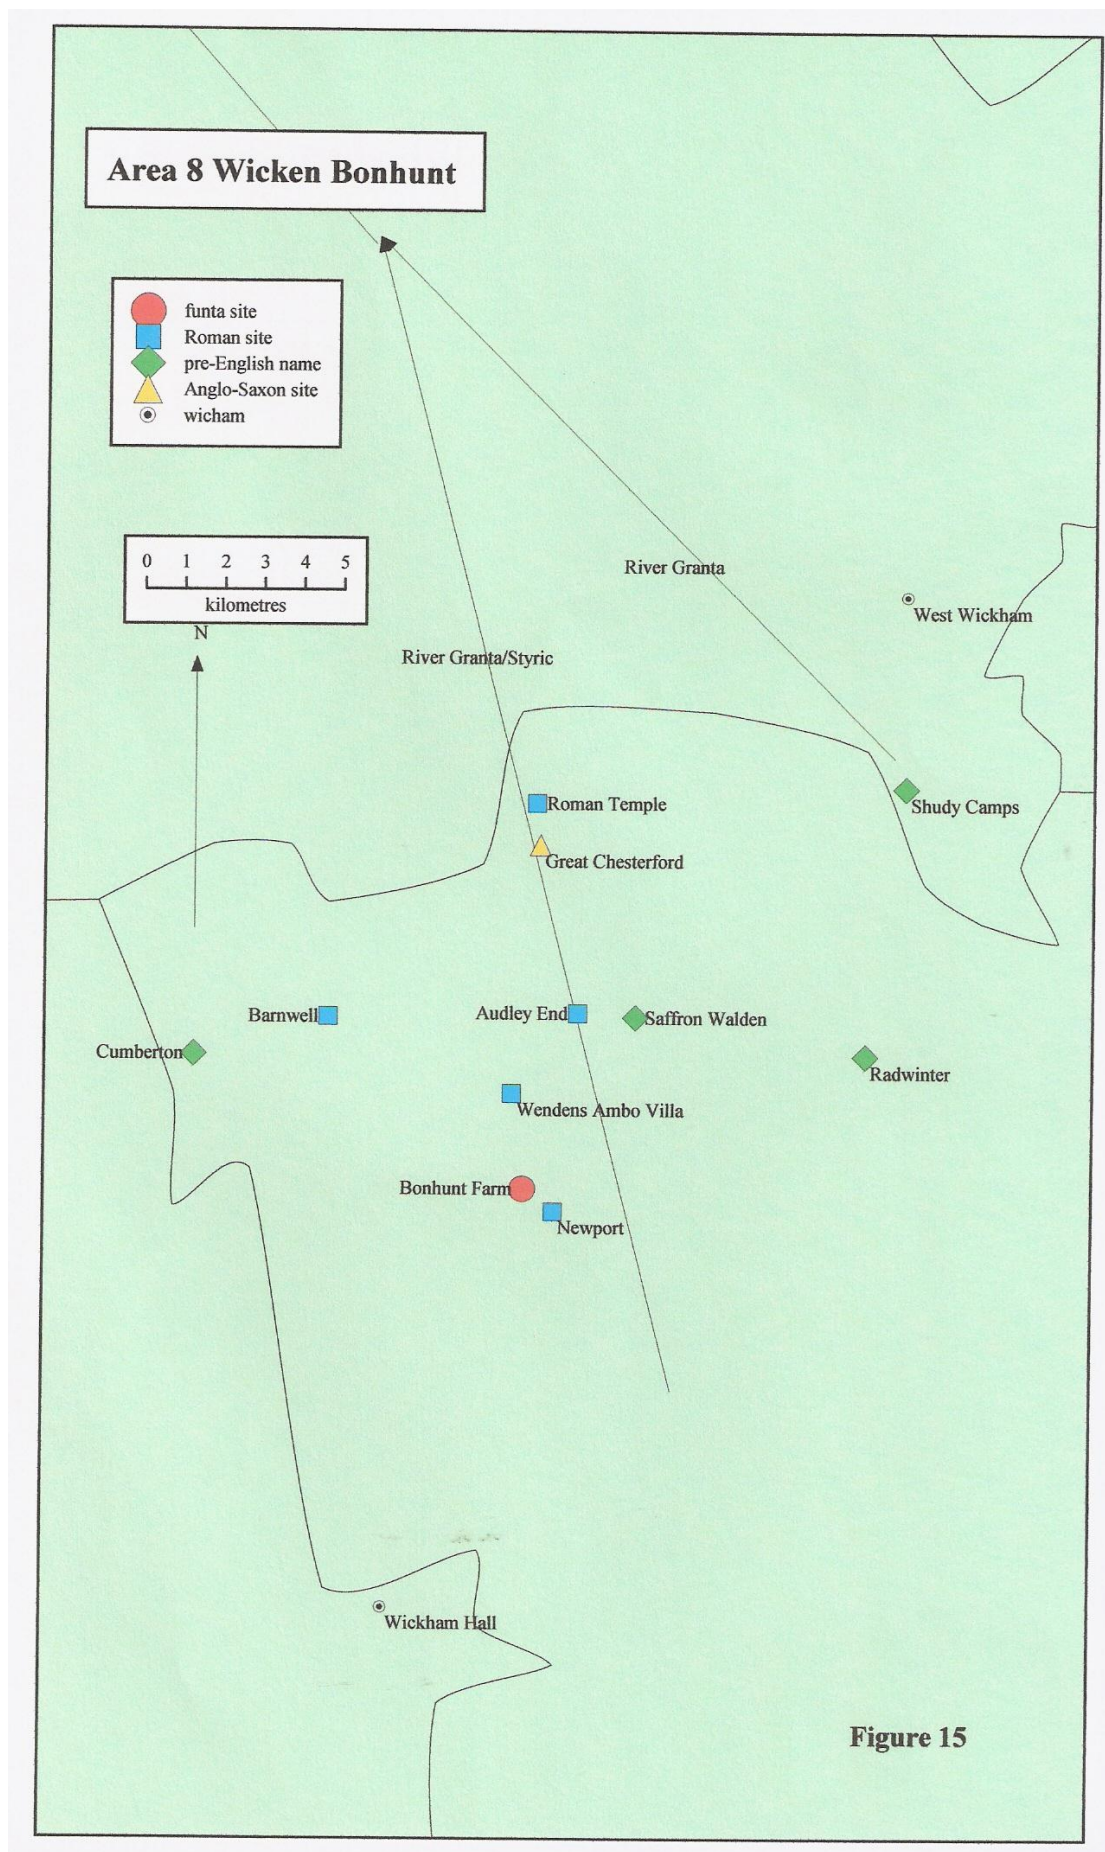 Area 8 Wicken Bonhunt
funta site
Roman site
pre-English name
Anglo-Saxon site
wicham
0 1 2 3 4 5
kilometres
N
River Granta
West Wickham
River Granta/Styric
Roman Temple
Shudy Camps
Great Chesterford
Barnwell
Audley End
Saffron Walden
Cumberton
Radwinter
Wendens Ambo Villa
Bonhunt Farm
Newport
Wickham Hall
Figure 15